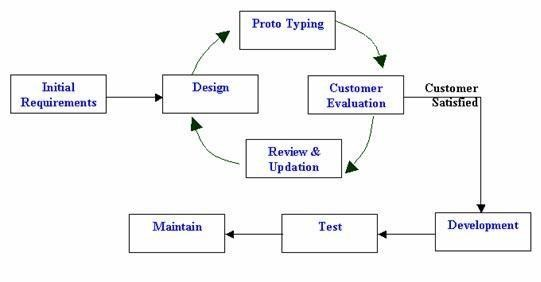 Proto Typing
Initial
Requirements
Design
Customer
Evaluation
Customer
Satisfied
Review &
Updation
Maintain
Test
Development